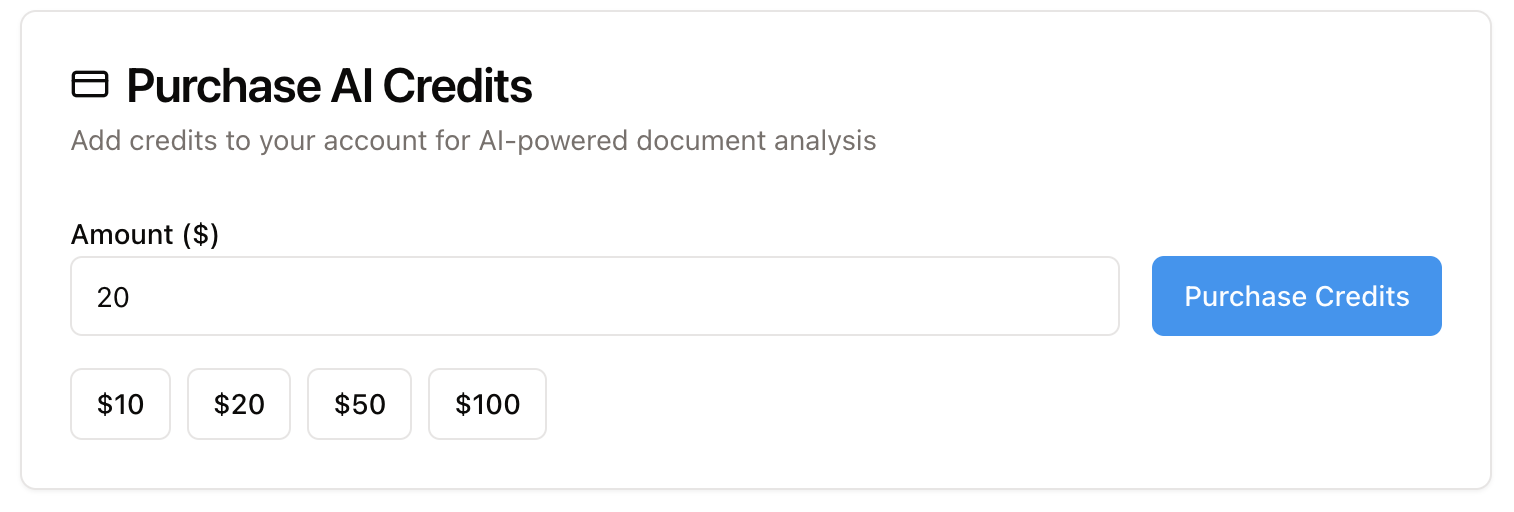 Purchase AI Credits
Add credits to your account for AI-powered document analysis
Amount ($)
20
Purchase Credits
$10 $20 $50 $100